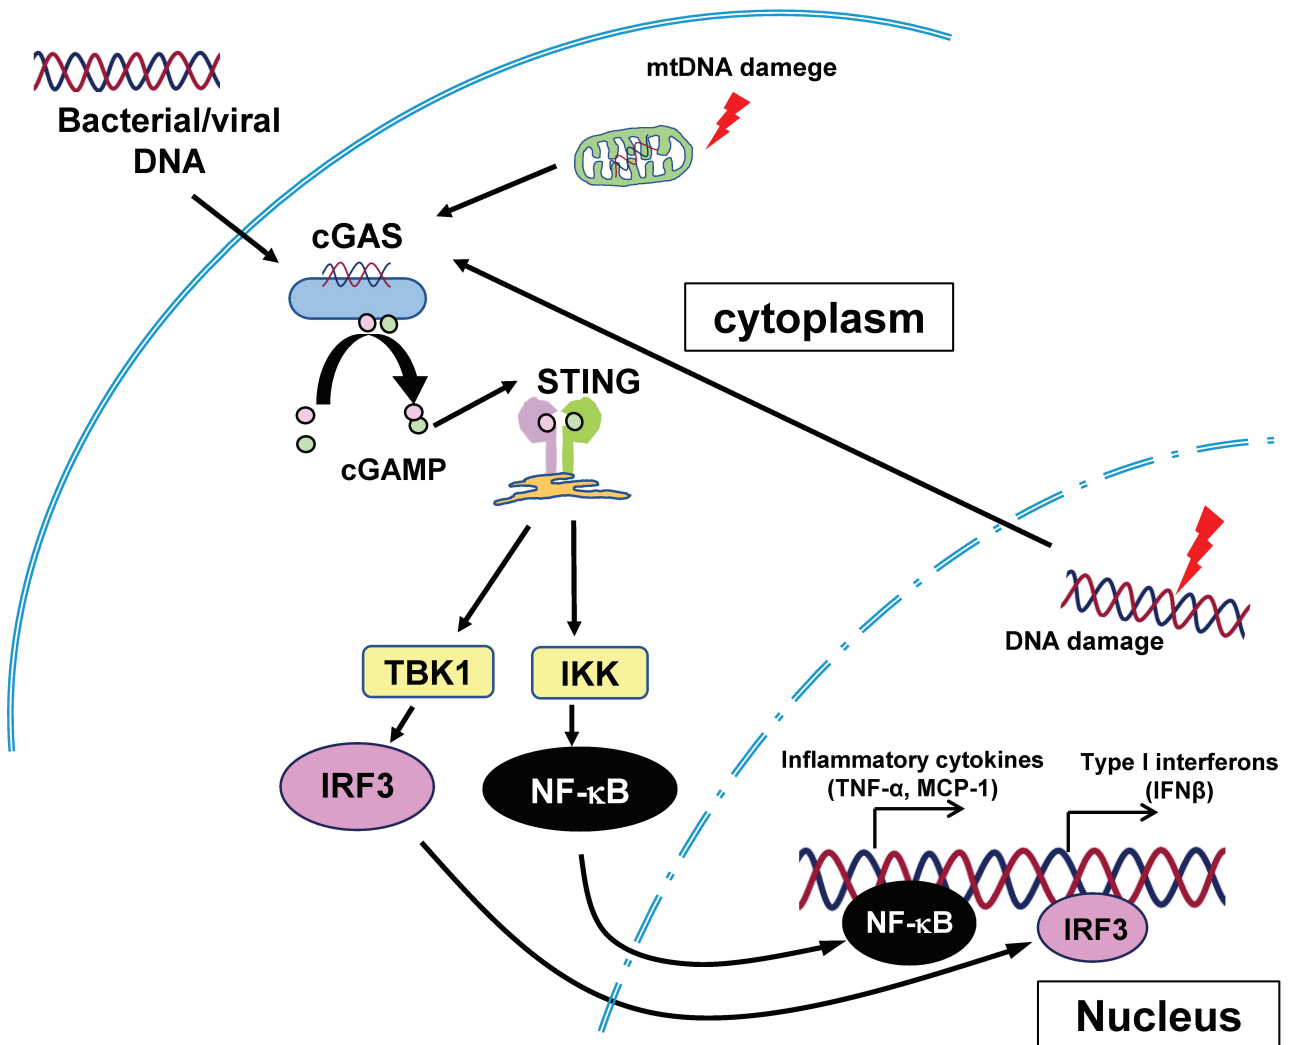 mtDNA damege
Bacterial/viral
DNA
cGAS
cytoplasm
STING
cGAMP
DNA damage
TBK1
IKK
IRF3
NF-κB
Inflammatory cytokines
(TNF-α, MCP-1)
Type I interferons
(IFNβ)
NF-κB
IRF3
Nucleus